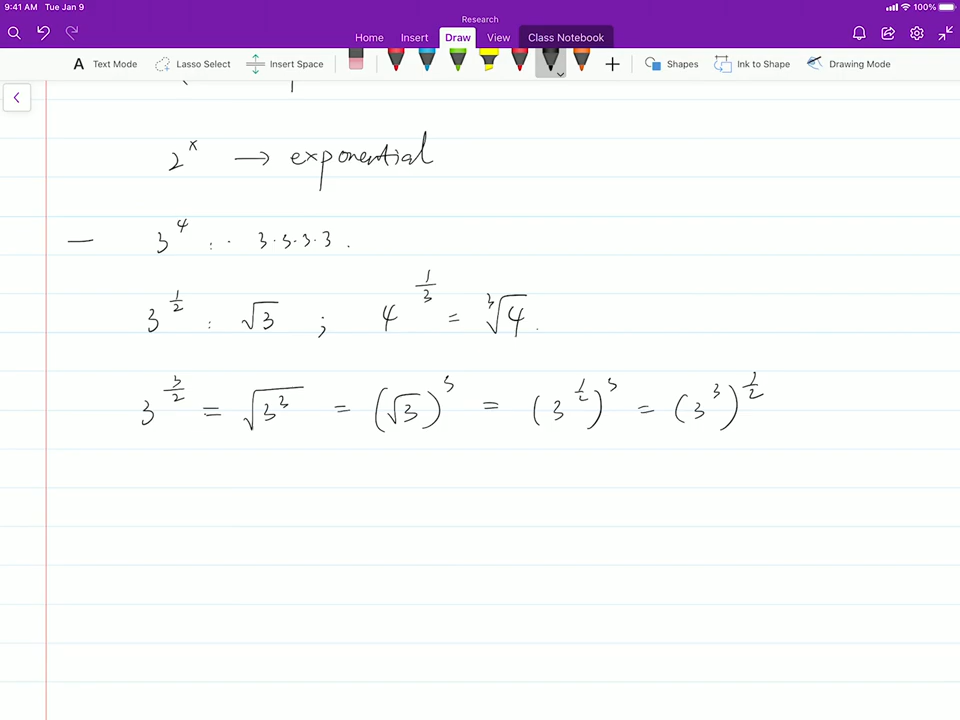 9:41 AM Tue Jan 9 100%
Research
Home Insert Draw View Class Notebook
A Text Mode Lasso Select Insert Space Shapes Ink to Shape Drawing Mode
2^x → exponential
— 3^4 : · 3·3·3·3 .
3^{1/2} : √3 ; 4^{1/3} = ∛4 .
3^{3/2} = √(3^3) = (√3)^3 = (3^{1/2})^3 = (3^3)^{1/2}